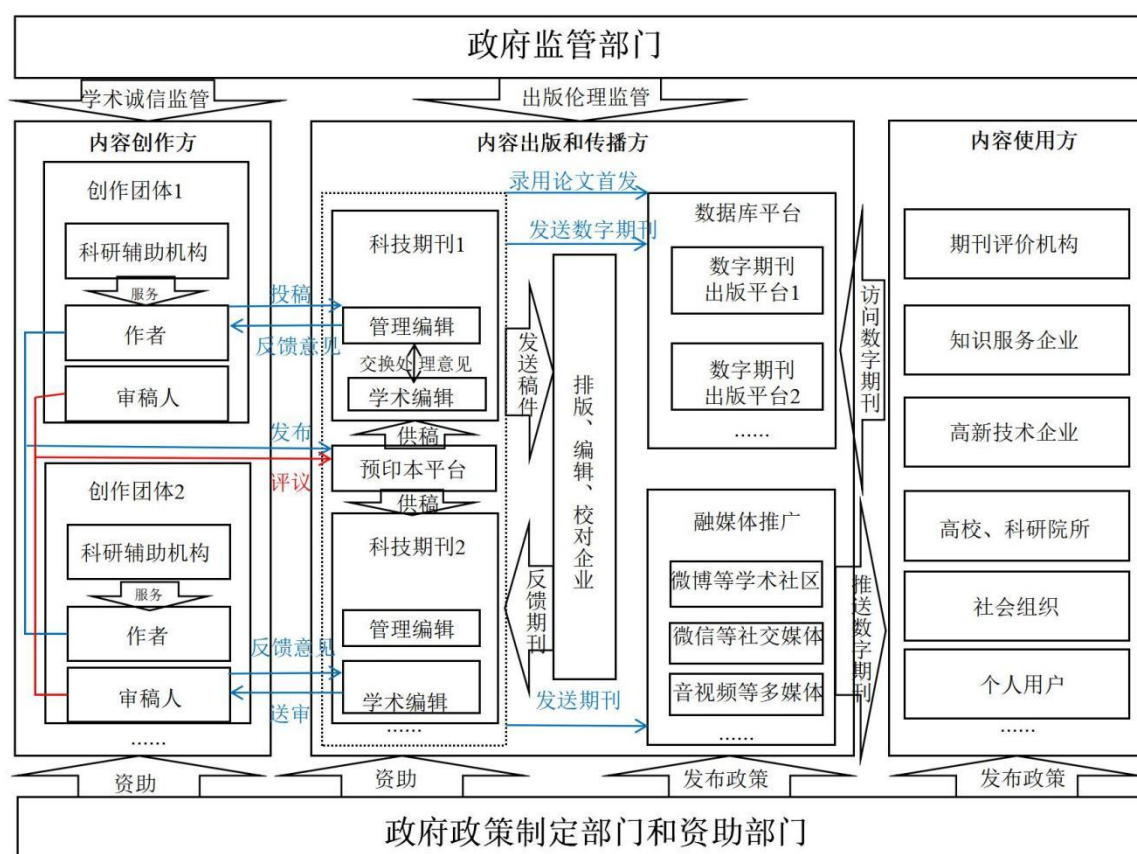 政府监管部门
学术诚信监管
出版伦理监管
内容创作方
创作团体1
科研辅助机构
服务
作者
审稿人
创作团体2
科研辅助机构
服务
作者
审稿人
......
投稿
反馈意见
发布
评议
反馈意见
送审
内容出版和传播方
科技期刊1
管理编辑
交换处理意见
学术编辑
供稿
预印本平台
供稿
科技期刊2
管理编辑
学术编辑
......
录用论文首发
发送数字期刊
发送稿件
排版、编辑、校对企业
反馈期刊
发送期刊
数据库平台
数字期刊
出版平台1
数字期刊
出版平台2
......
融媒体推广
微博等学术社区
微信等社交媒体
音视频等多媒体
......
访问数字期刊
推送数字期刊
内容使用方
期刊评价机构
知识服务企业
高新技术企业
高校、科研院所
社会组织
个人用户
......
资助
资助
发布政策
发布政策
政府政策制定部门和资助部门